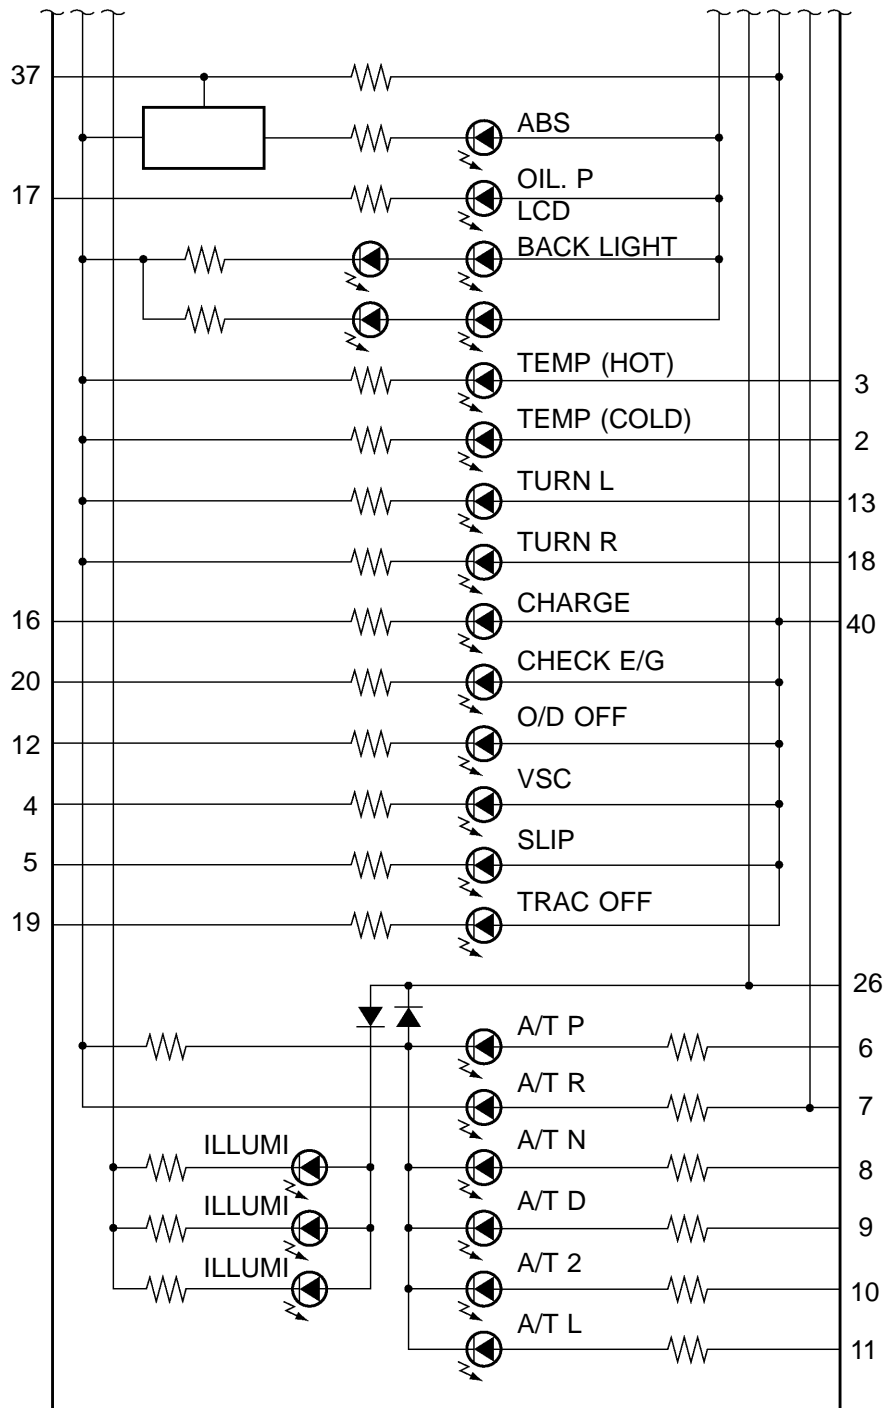 37
ABS
17
OIL. P
LCD
BACK LIGHT
TEMP (HOT)
3
TEMP (COLD)
2
TURN L
13
TURN R
18
16
CHARGE
40
20
CHECK E/G
12
O/D OFF
4
VSC
5
SLIP
19
TRAC OFF
26
A/T P
6
A/T R
7
ILLUMI
A/T N
8
ILLUMI
A/T D
9
ILLUMI
A/T 2
10
A/T L
11